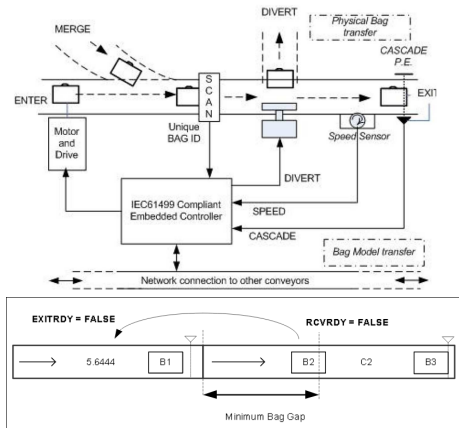 DIVERT
Physical Bag
transfer
MERGE
CASCADE
P.E.
S
C
A
N
ENTER
EXIT
Motor
and
Drive
Unique
BAG ID
Speed Sensor
DIVERT
IEC61499 Compliant
Embedded Controller
SPEED
CASCADE
Bag Model transfer
Network connection to other conveyors
EXITRDY = FALSE
RCVRDY = FALSE
5.6444
B1
B2
C2
B3
Minimum Bag Gap